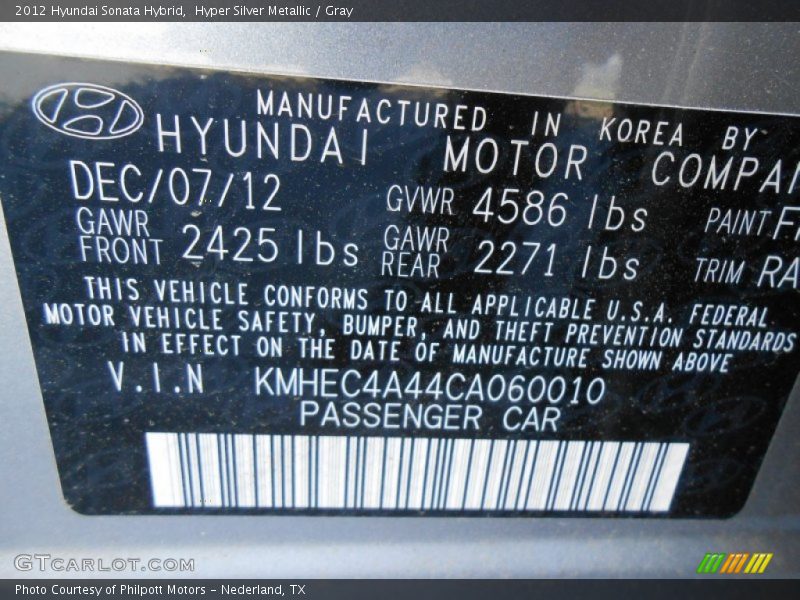 2012 Hyundai Sonata Hybrid, Hyper Silver Metallic / Gray
MANUFACTURED IN KOREA BY
HYUNDAI MOTOR COMPA
DEC/07/12 GVWR 4586 lbs PAINT
GAWR FRONT 2425 lbs GAWR REAR 2271 lbs TRIM RA
THIS VEHICLE CONFORMS TO ALL APPLICABLE U.S.A. FEDERAL
MOTOR VEHICLE SAFETY, BUMPER, AND THEFT PREVENTION STANDARDS
IN EFFECT ON THE DATE OF MANUFACTURE SHOWN ABOVE
V.I.N KMHEC4A44CA060010
PASSENGER CAR
GTCARLOT.COM
Photo Courtesy of Philpott Motors - Nederland, TX